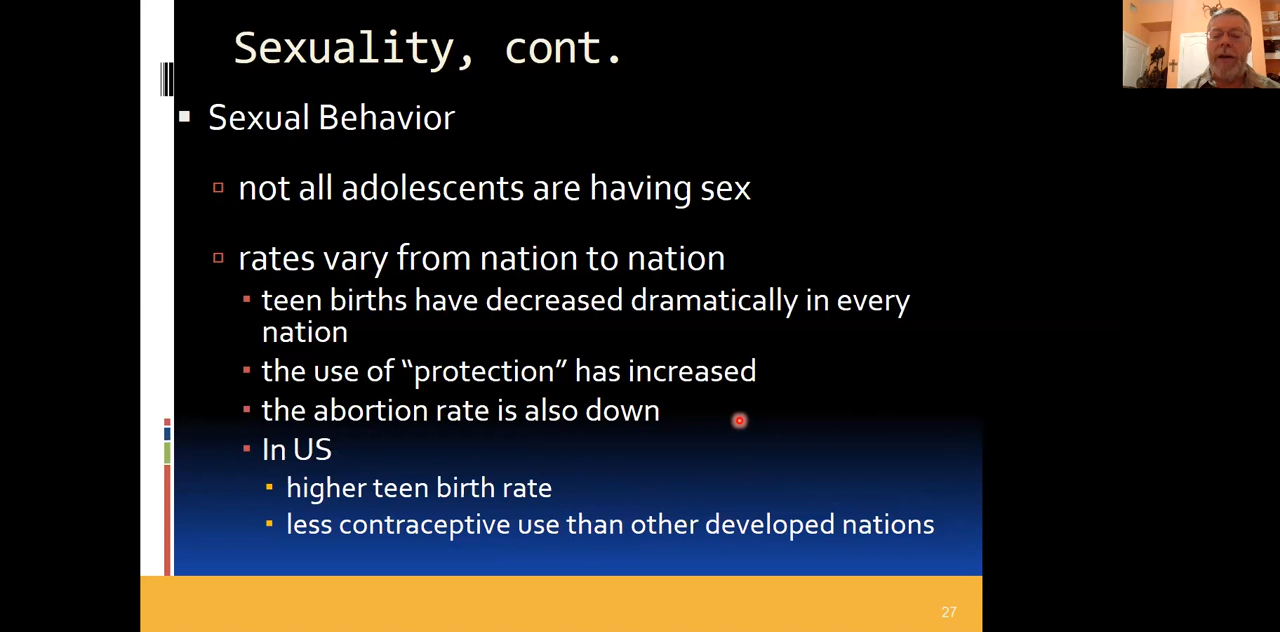 Sexuality, cont.
▪ Sexual Behavior
▫ not all adolescents are having sex
▫ rates vary from nation to nation
▪ teen births have decreased dramatically in every
nation
▪ the use of “protection” has increased
▪ the abortion rate is also down
▪ In US
▪ higher teen birth rate
▪ less contraceptive use than other developed nations
27